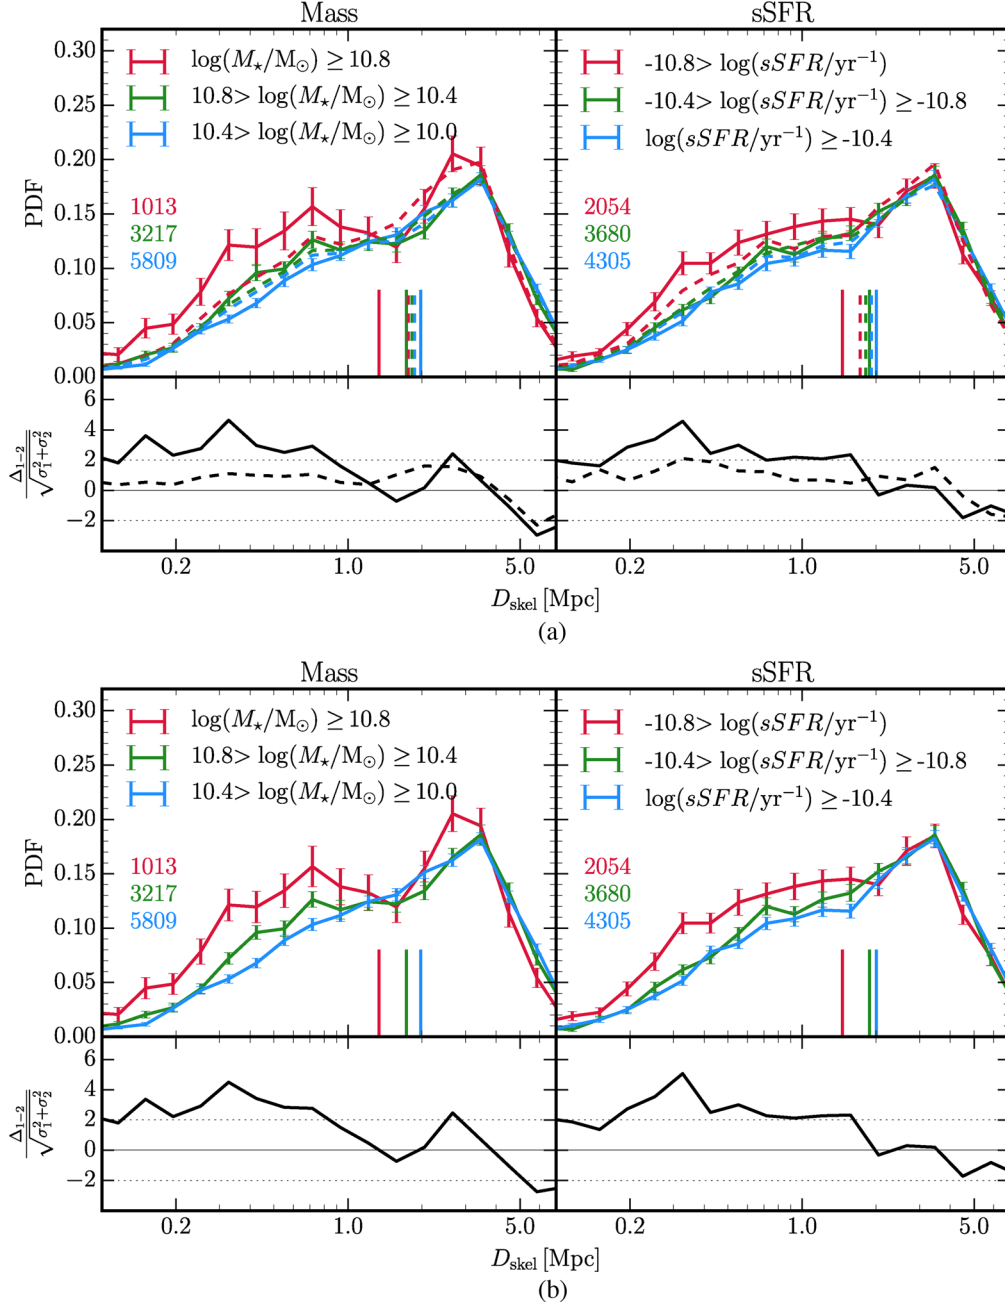 Mass
sSFR
0.30
0.25
0.20
0.15
0.10
0.05
0.00
PDF
log(M⋆/M⊙) ≥ 10.8
10.8> log(M⋆/M⊙) ≥ 10.4
10.4> log(M⋆/M⊙) ≥ 10.0
1013
3217
5809
-10.8> log(sSFR/yr⁻¹)
-10.4> log(sSFR/yr⁻¹) ≥ -10.8
log(sSFR/yr⁻¹) ≥ -10.4
2054
3680
4305
6
4
2
0
−2
Δ₁₋₂/√(σ₁²+σ₂²)
0.2 1.0 5.0 0.2 1.0 5.0
D_skel [Mpc]
(a)
Mass
sSFR
0.30
0.25
0.20
0.15
0.10
0.05
0.00
PDF
log(M⋆/M⊙) ≥ 10.8
10.8> log(M⋆/M⊙) ≥ 10.4
10.4> log(M⋆/M⊙) ≥ 10.0
1013
3217
5809
-10.8> log(sSFR/yr⁻¹)
-10.4> log(sSFR/yr⁻¹) ≥ -10.8
log(sSFR/yr⁻¹) ≥ -10.4
2054
3680
4305
6
4
2
0
−2
Δ₁₋₂/√(σ₁²+σ₂²)
0.2 1.0 5.0 0.2 1.0 5.0
D_skel [Mpc]
(b)